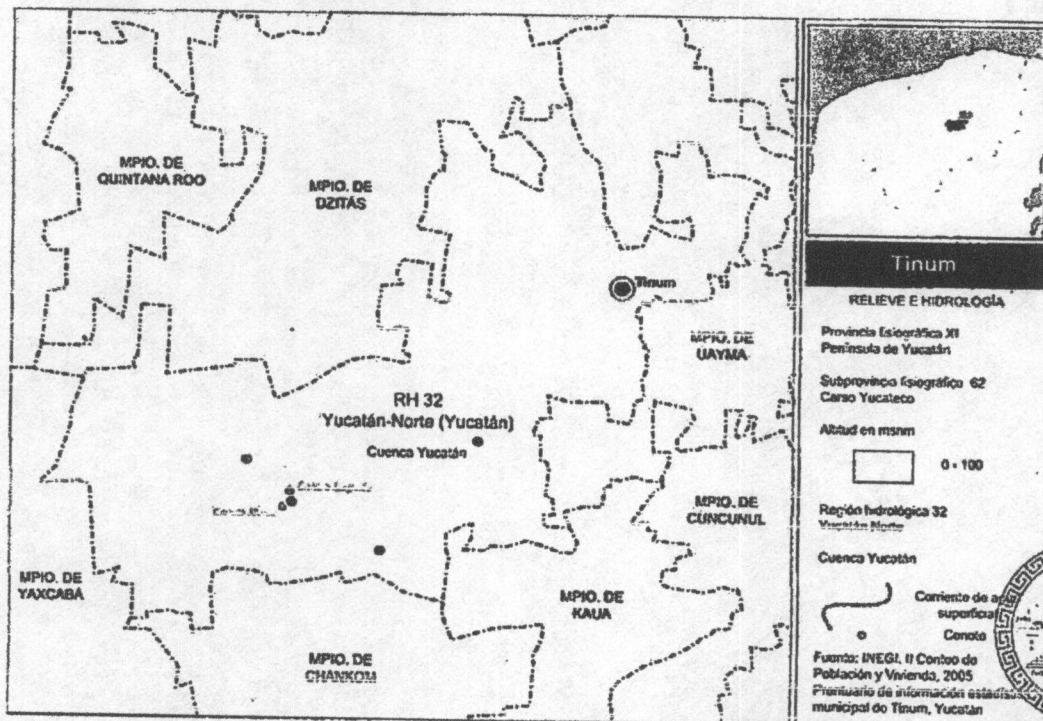 MPIO. DE
QUINTANA ROO
MPIO. DE
DZITÁS
Tinum
MPIO. DE
UAYMA
RH 32
Yucatán-Norte (Yucatán)
Cuenca Yucatán
MPIO. DE
CUNCUNUL
MPIO. DE
YAXCABÁ
MPIO. DE
KAUA
MPIO. DE
CHANKOM
Tinum
RELIEVE E HIDROLOGÍA
Provincia fisiográfica XI
Península de Yucatán
Subprovincia fisiográfica 62
Carso Yucateco
Altitud en msnm
0 - 100
Región hidrológica 32
Yucatán Norte
Cuenca Yucatán
Corriente de
superficial
Cenote
Fuente: INEGI. II Conteo de
Población y Vivienda, 2005
Prontuario de información
municipal de Tinum, Yucatán